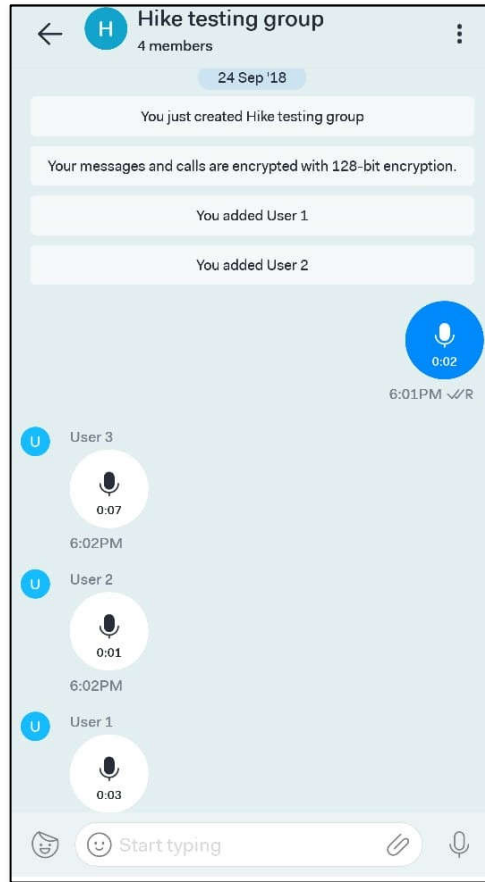 H
Hike testing group
4 members
24 Sep '18
You just created Hike testing group
Your messages and calls are encrypted with 128-bit encryption.
You added User 1
You added User 2
0:02
6:01PM ✓✓R
U User 3
0:07
6:02PM
U User 2
0:01
6:02PM
U User 1
0:03
Start typing